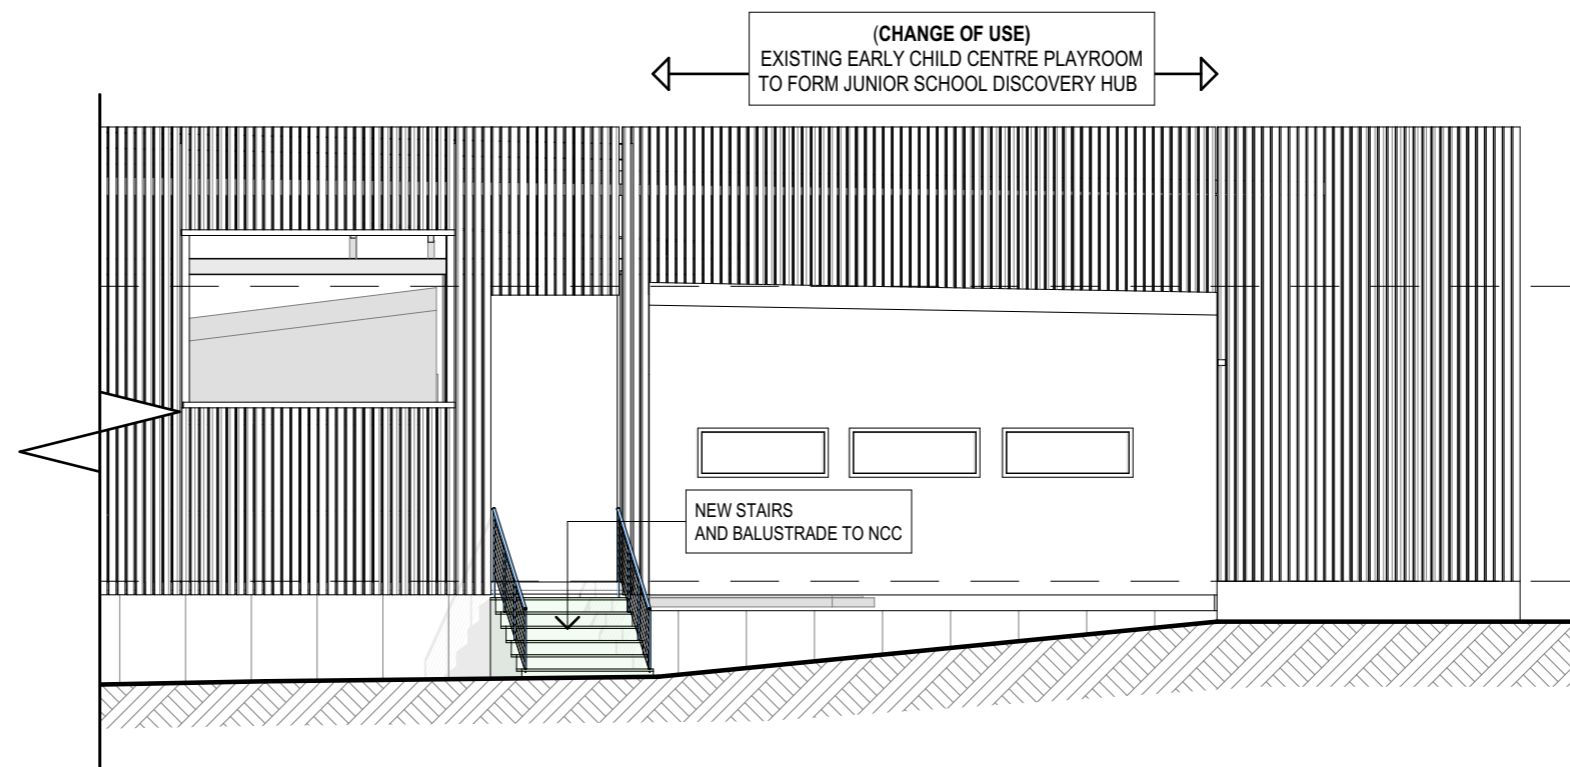 (CHANGE OF USE)
EXISTING EARLY CHILD CENTRE PLAYROOM
TO FORM JUNIOR SCHOOL DISCOVERY HUB
NEW STAIRS
AND BALUSTRADE TO NCC